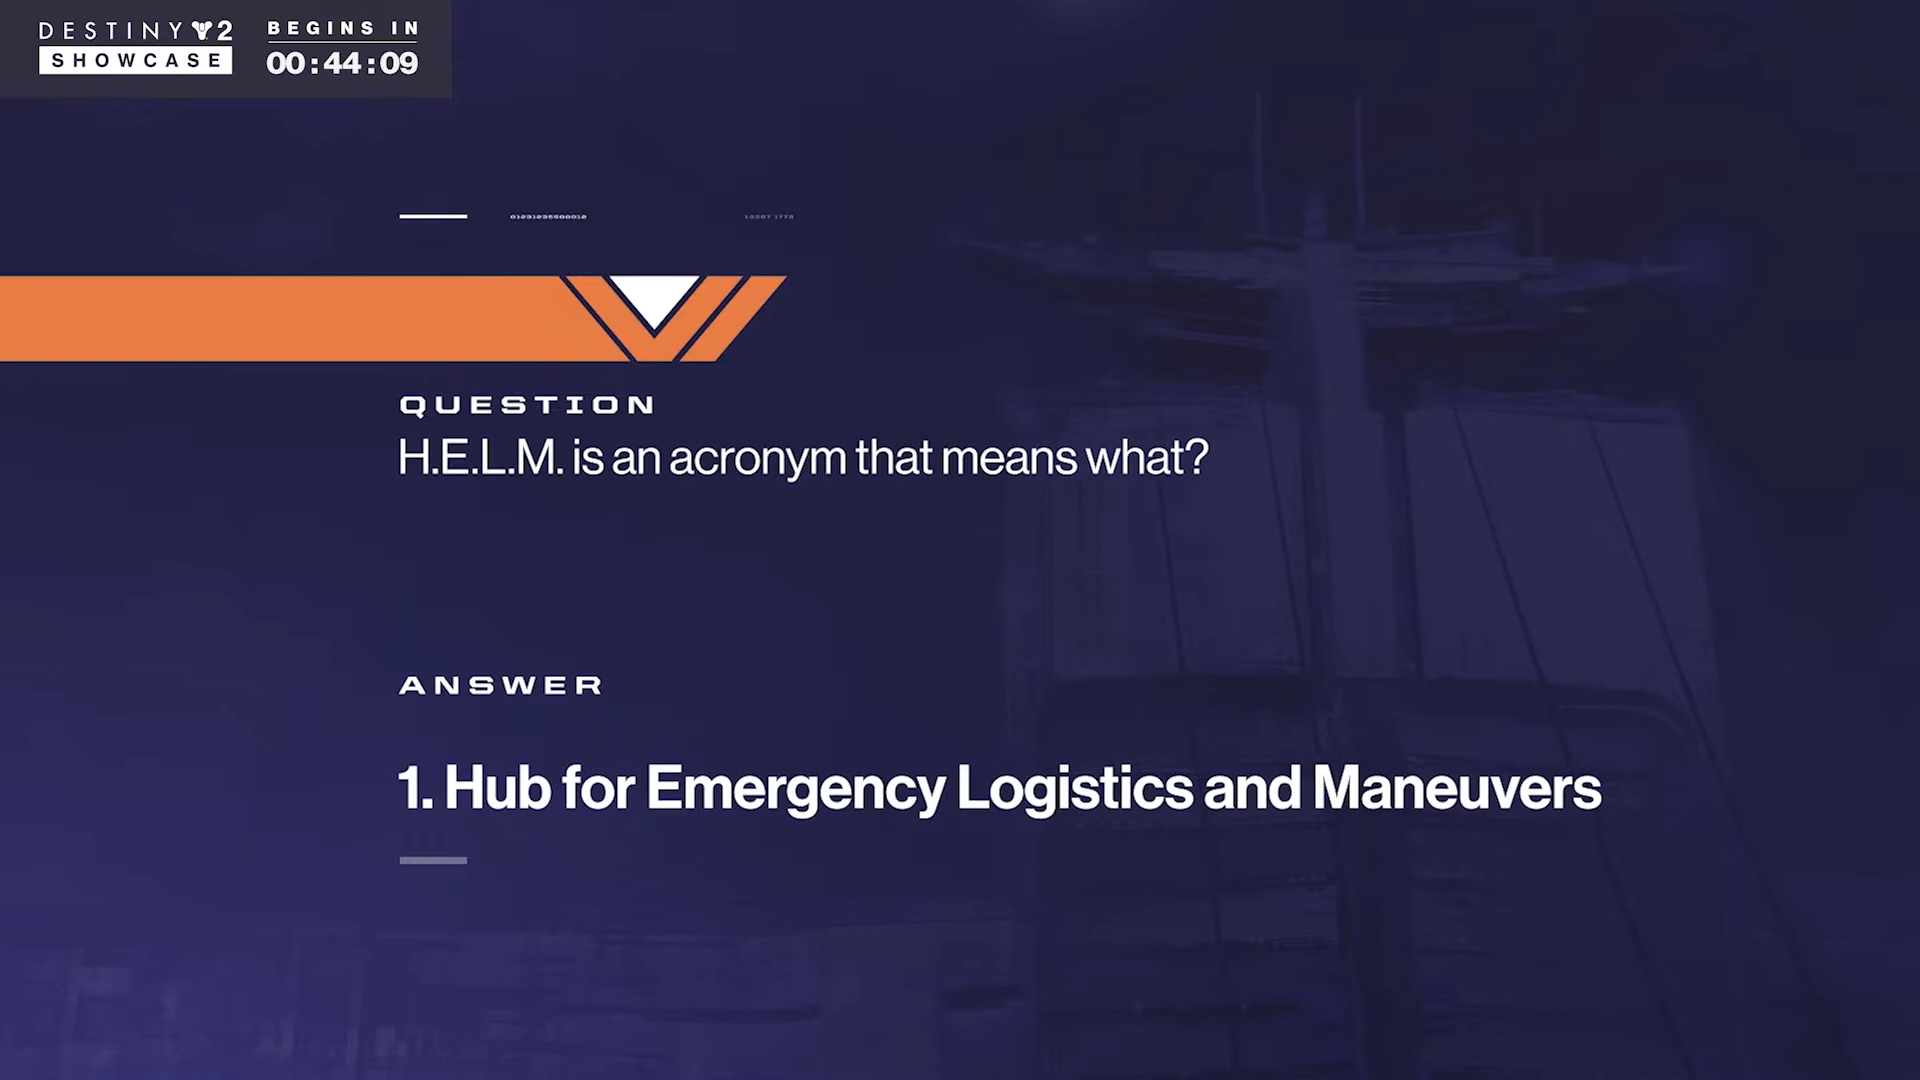 DESTINY 2
SHOWCASE
BEGINS IN
00:44:09
QUESTION
H.E.L.M. is an acronym that means what?
ANSWER
1. Hub for Emergency Logistics and Maneuvers